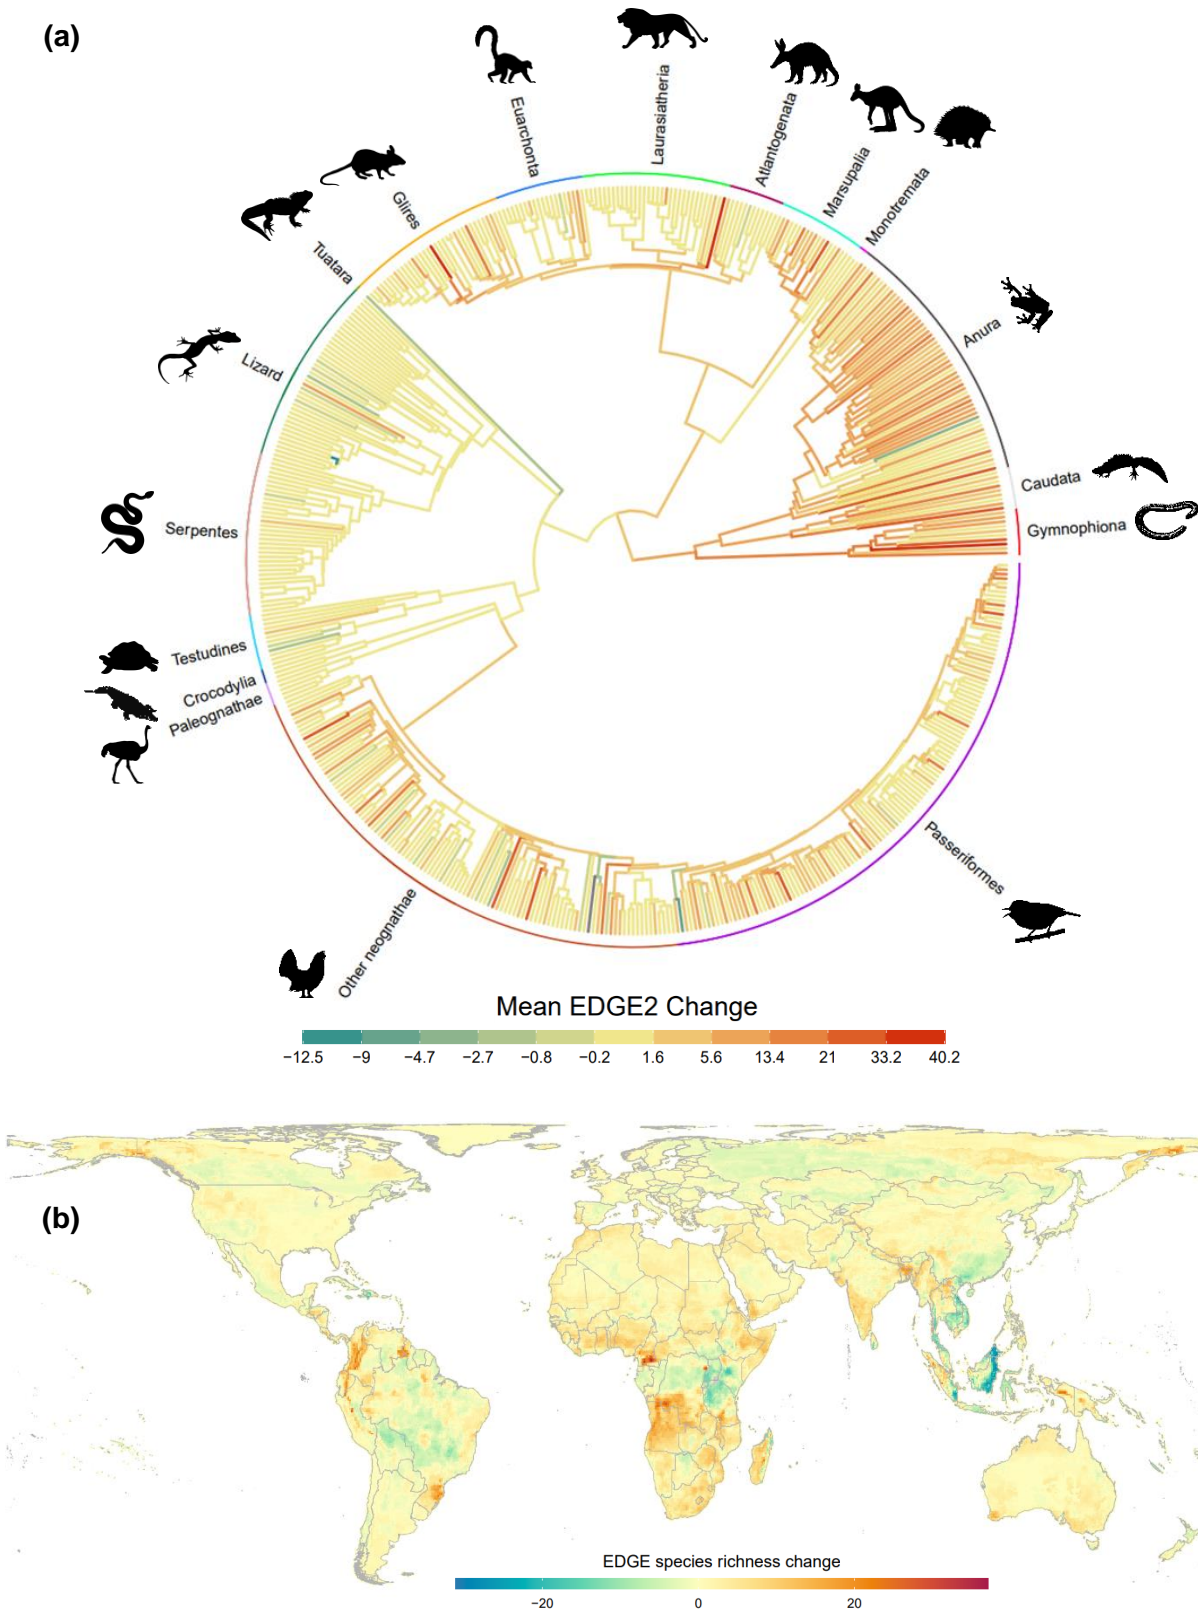 (a)
Euarchonta
Laurasiatheria
Atlantogenata
Marsupalia
Monotremata
Glires
Tuatara
Anura
Lizard
Caudata
Gymnophiona
Serpentes
Testudines
Crocodylia
Paleognathae
Passeriformes
Other neognathae
Mean EDGE2 Change
−12.5 −9 −4.7 −2.7 −0.8 −0.2 1.6 5.6 13.4 21 33.2 40.2
(b)
EDGE species richness change
−20 0 20